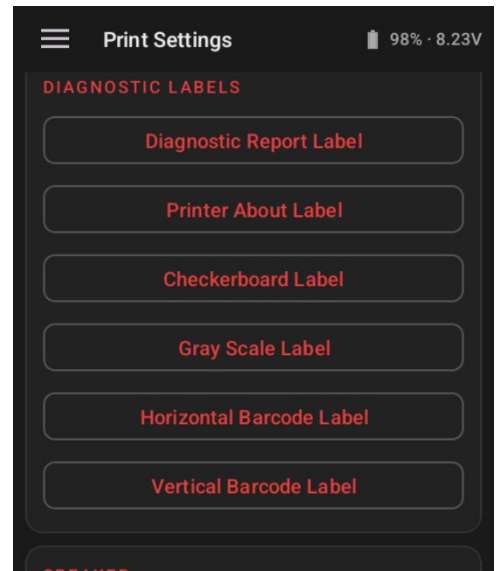 Print Settings
98% · 8.23V
DIAGNOSTIC LABELS
Diagnostic Report Label
Printer About Label
Checkerboard Label
Gray Scale Label
Horizontal Barcode Label
Vertical Barcode Label